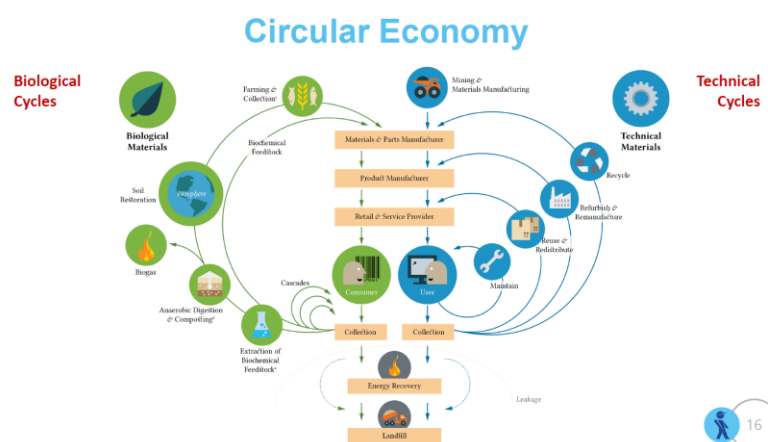 Circular Economy
Biological
Cycles
Technical
Cycles
Farming &
Collection¹
Mining &
Materials Manufacturing
Biological
Materials
Technical
Materials
Materials & Parts Manufacturer
Biochemical
Feedstock
Product Manufacturer
Recycle
Soil
Restoration
Biosphere
Retail & Service Provider
Refurbish &
Remanufacture
Reuse &
Redistribute
Biogas
Cascades
Consumer
User
Maintain
Anaerobic Digestion
& Composting²
Collection
Collection
Extraction of
Biochemical
Feedstock²
Energy Recovery
Leakage
Landfill
16